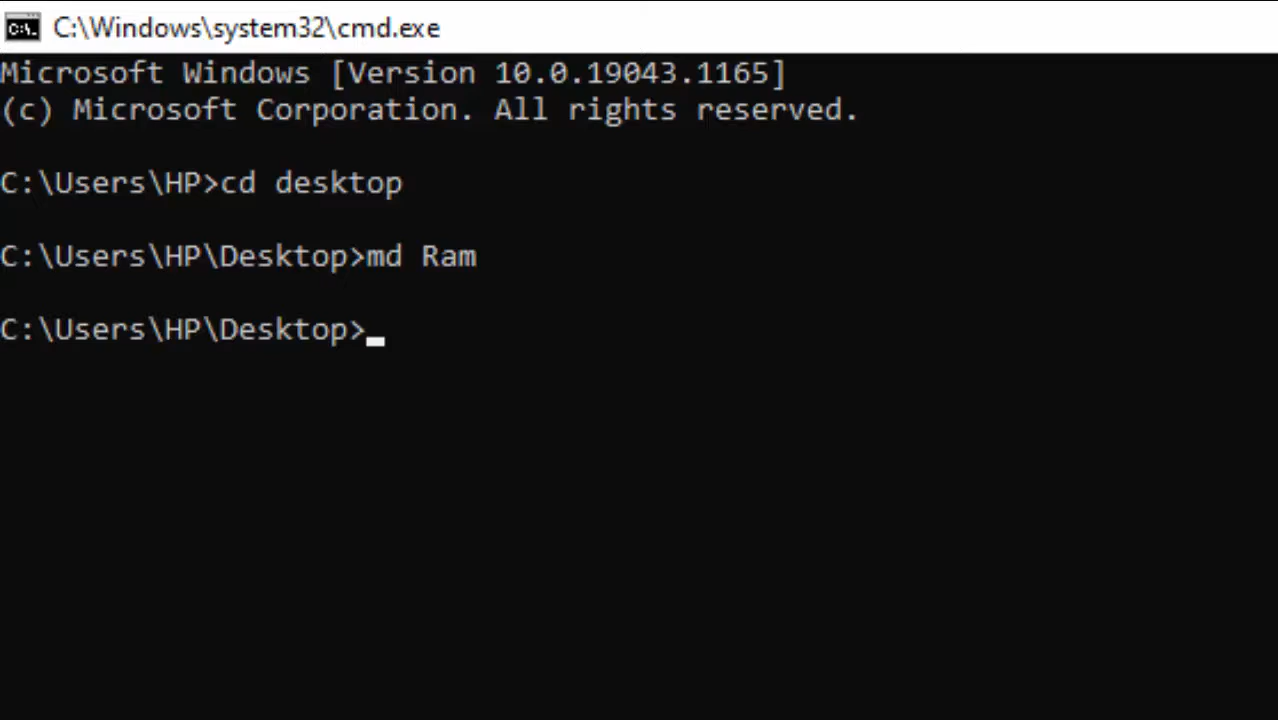 C:\Windows\system32\cmd.exe
Microsoft Windows [Version 10.0.19043.1165]
(c) Microsoft Corporation. All rights reserved.
C:\Users\HP>cd desktop
C:\Users\HP\Desktop>md Ram
C:\Users\HP\Desktop>